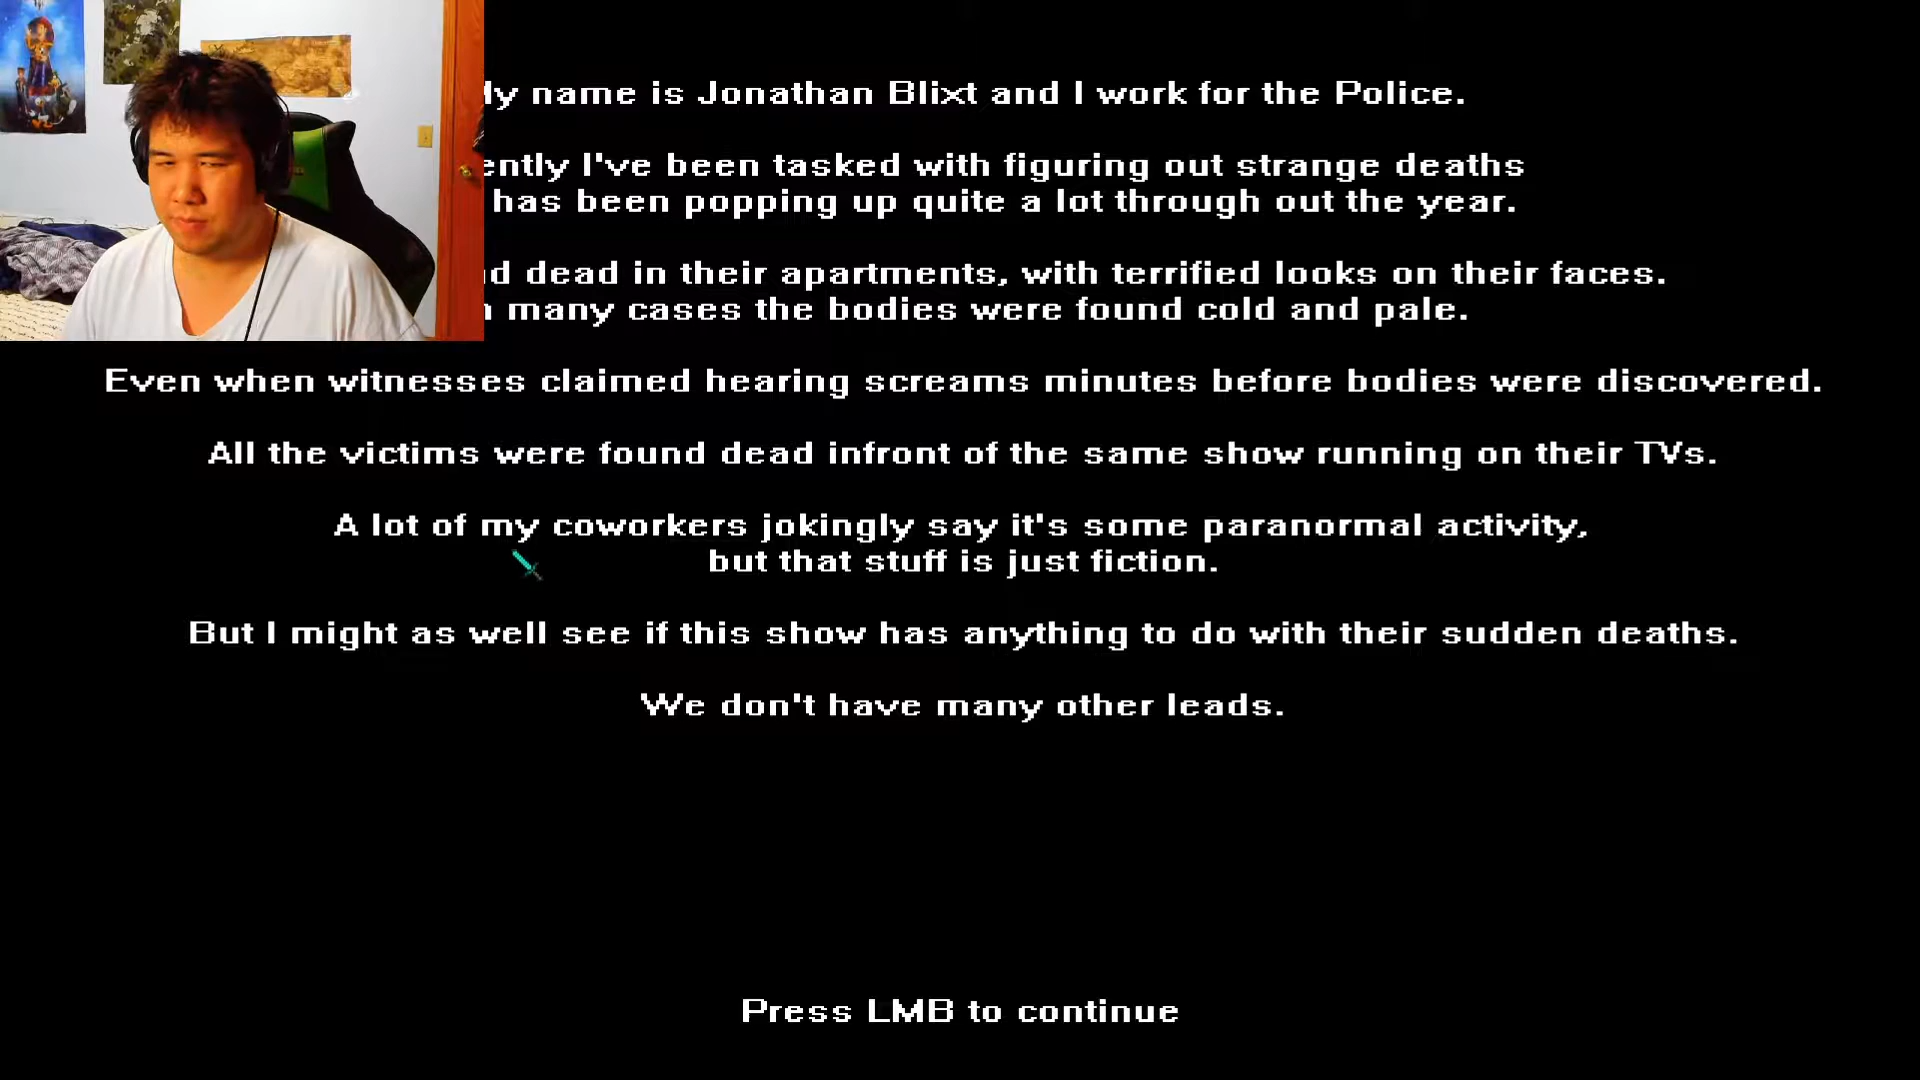 name is Jonathan Blixt and I work for the Police.
I've been tasked with figuring out strange deaths
has been popping up quite a lot through out the year.
dead in their apartments, with terrified looks on their faces.
many cases the bodies were found cold and pale.
Even when witnesses claimed hearing screams minutes before bodies were discovered.
All the victims were found dead infront of the same show running on their TVs.
A lot of my coworkers jokingly say it's some paranormal activity,
but that stuff is just fiction.
But I might as well see if this show has anything to do with their sudden deaths.
We don't have many other leads.
Press LMB to continue